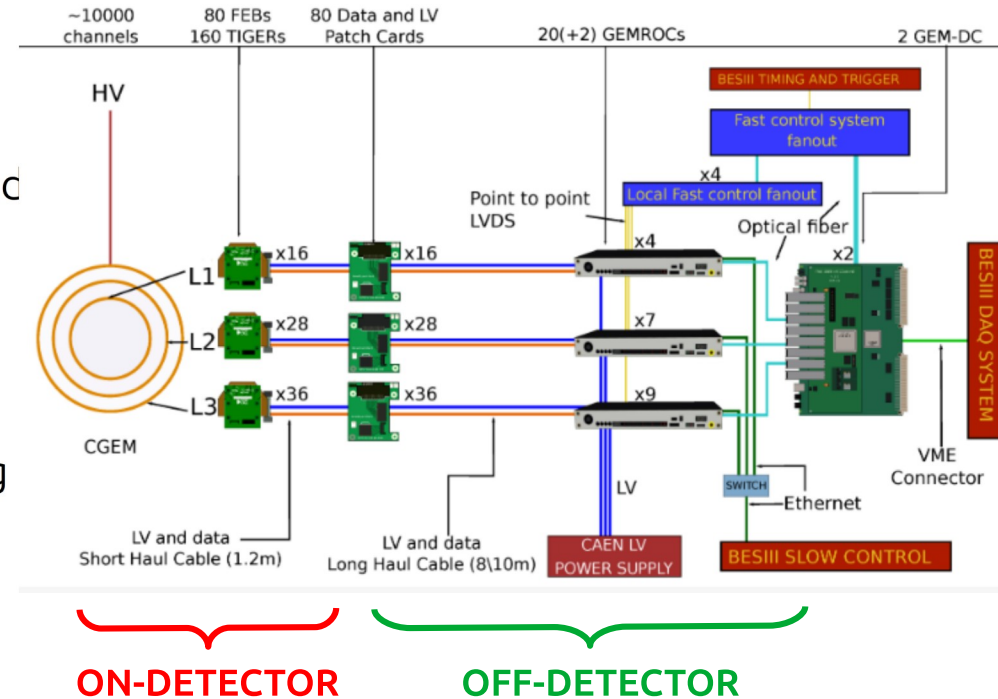 ~10000
channels
80 FEBs
160 TIGERs
80 Data and LV
Patch Cards
20(+2) GEMROCs
2 GEM-DC
HV
BESIII TIMING AND TRIGGER
Fast control system
fanout
x4
Local Fast control fanout
Point to point
LVDS
Optical fiber
x4
x2
L1
x16
x16
L2
x28
x28
x7
L3
x36
x36
x9
CGEM
BESIII DAQ SYSTEM
VME
Connector
LV
SWITCH
Ethernet
LV and data
Short Haul Cable (1.2m)
LV and data
Long Haul Cable (8\10m)
CAEN LV
POWER SUPPLY
BESIII SLOW CONTROL
ON-DETECTOR
OFF-DETECTOR